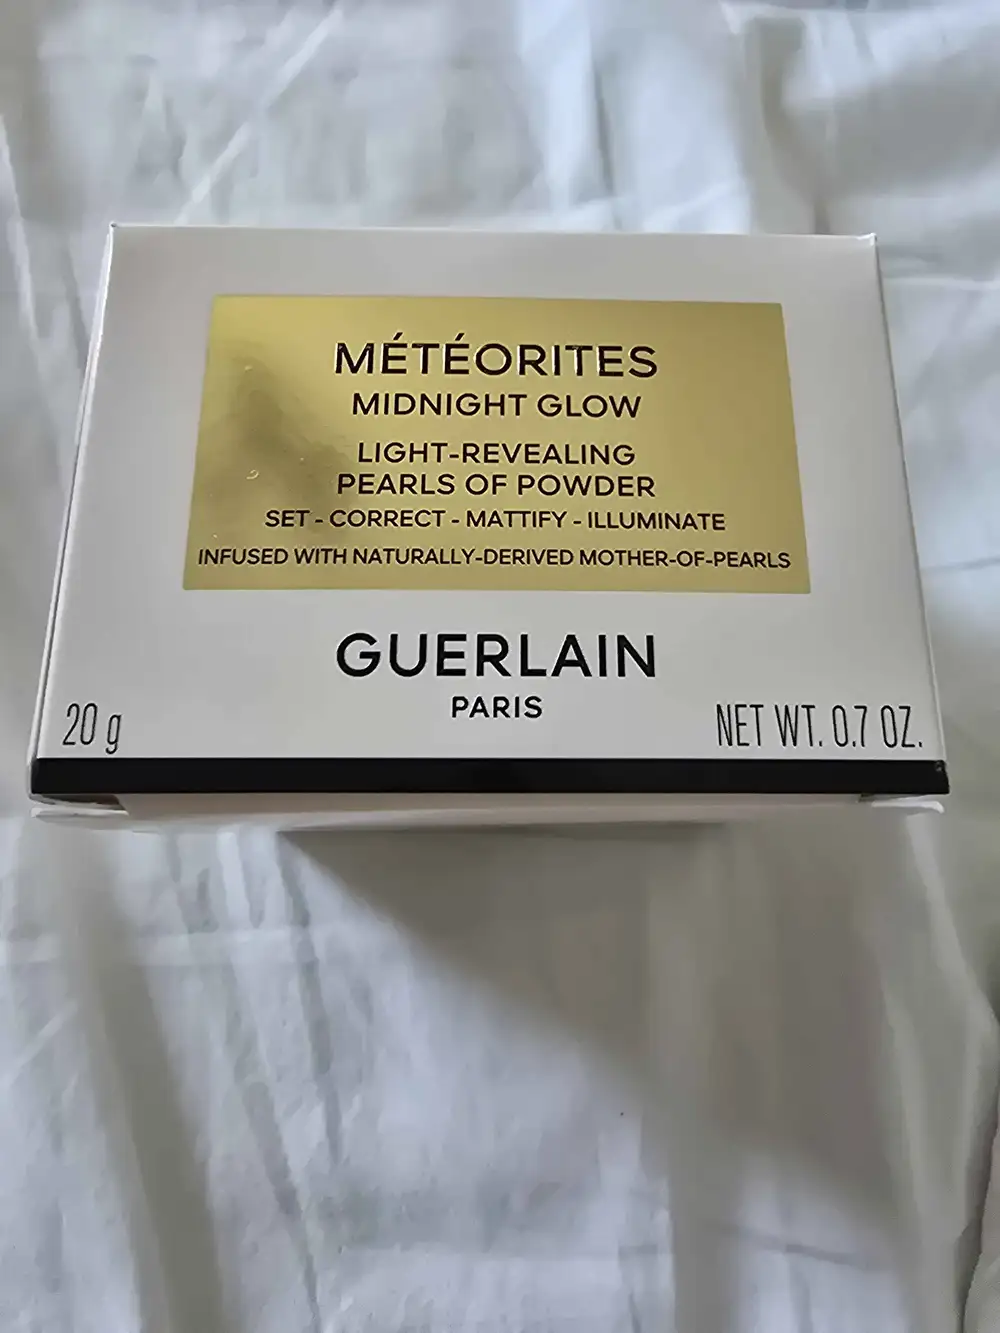 MÉTÉORITES
MIDNIGHT GLOW
LIGHT-REVEALING
PEARLS OF POWDER
SET - CORRECT - MATTIFY - ILLUMINATE
INFUSED WITH NATURALLY-DERIVED MOTHER-OF-PEARLS
GUERLAIN
PARIS
20 g NET WT. 0.7 OZ.